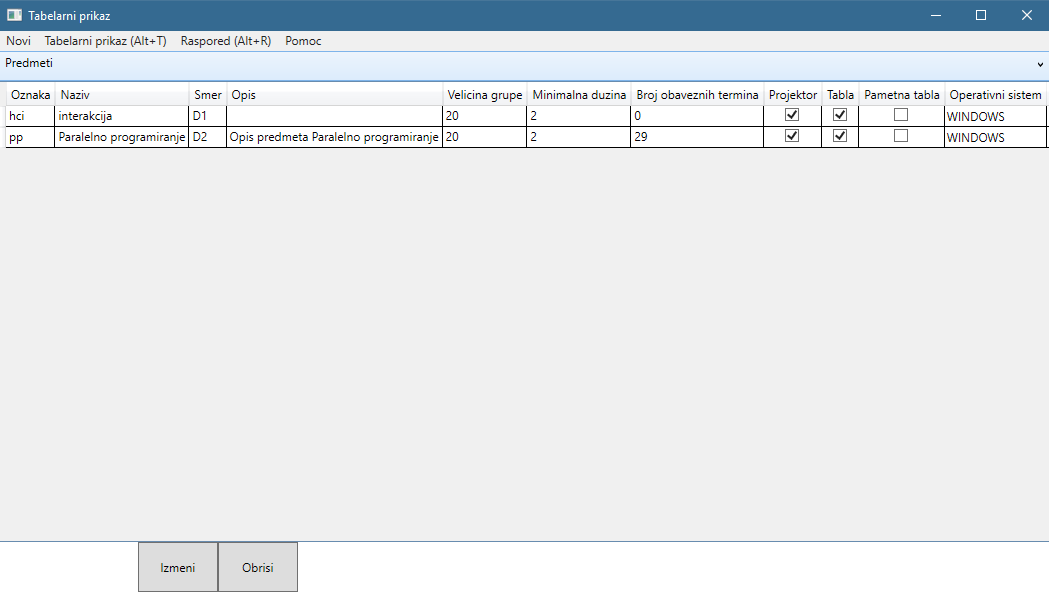 Tabelarni prikaz
Novi Tabelarni prikaz (Alt+T) Raspored (Alt+R) Pomoc
Predmeti
Oznaka Naziv Smer Opis Velicina grupe Minimalna duzina Broj obaveznih termina Projektor Tabla Pametna tabla Operativni sistem
hci interakcija D1 20 2 0 WINDOWS
pp Paralelno programiranje D2 Opis predmeta Paralelno programiranje 20 2 29 WINDOWS
Izmeni Obrisi